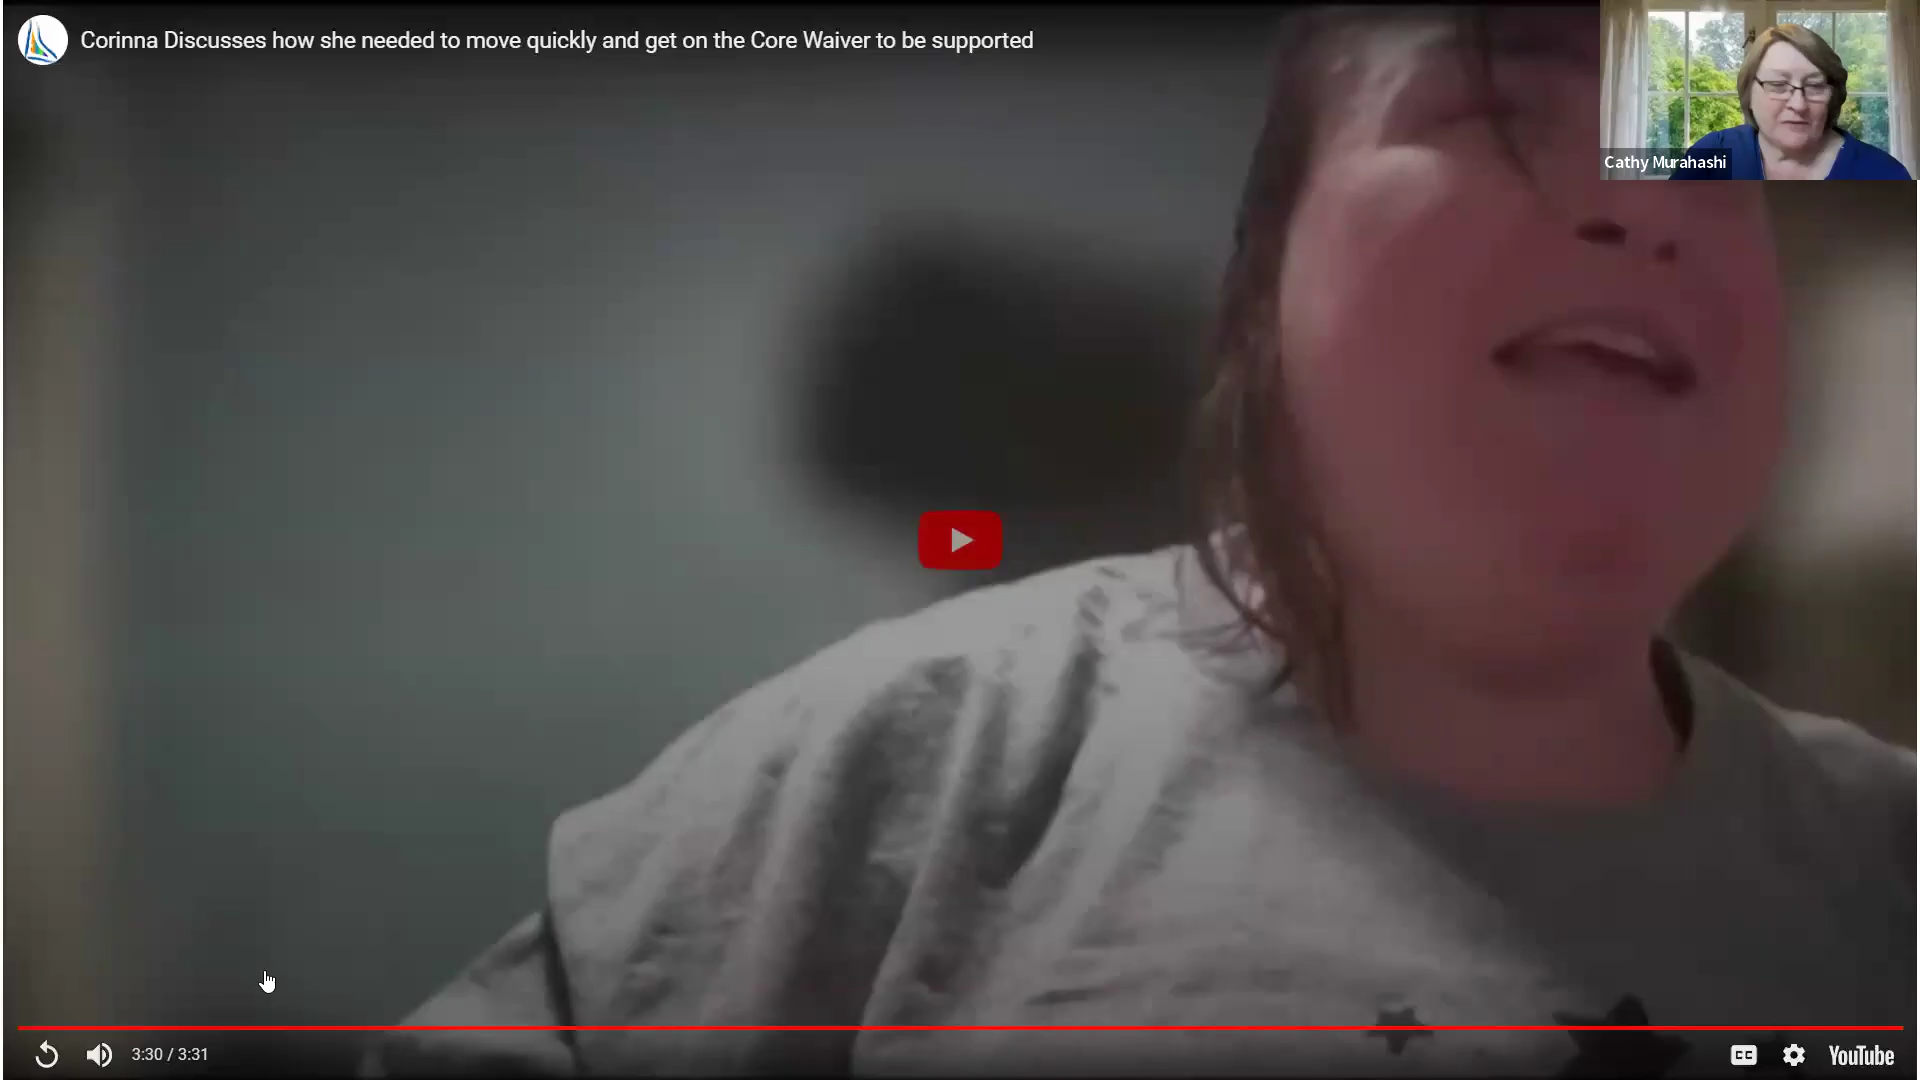 Corinna Discusses how she needed to move quickly and get on the Core Waiver to be supported
Cathy Murahashi
3:30 / 3:31
CC
YouTube